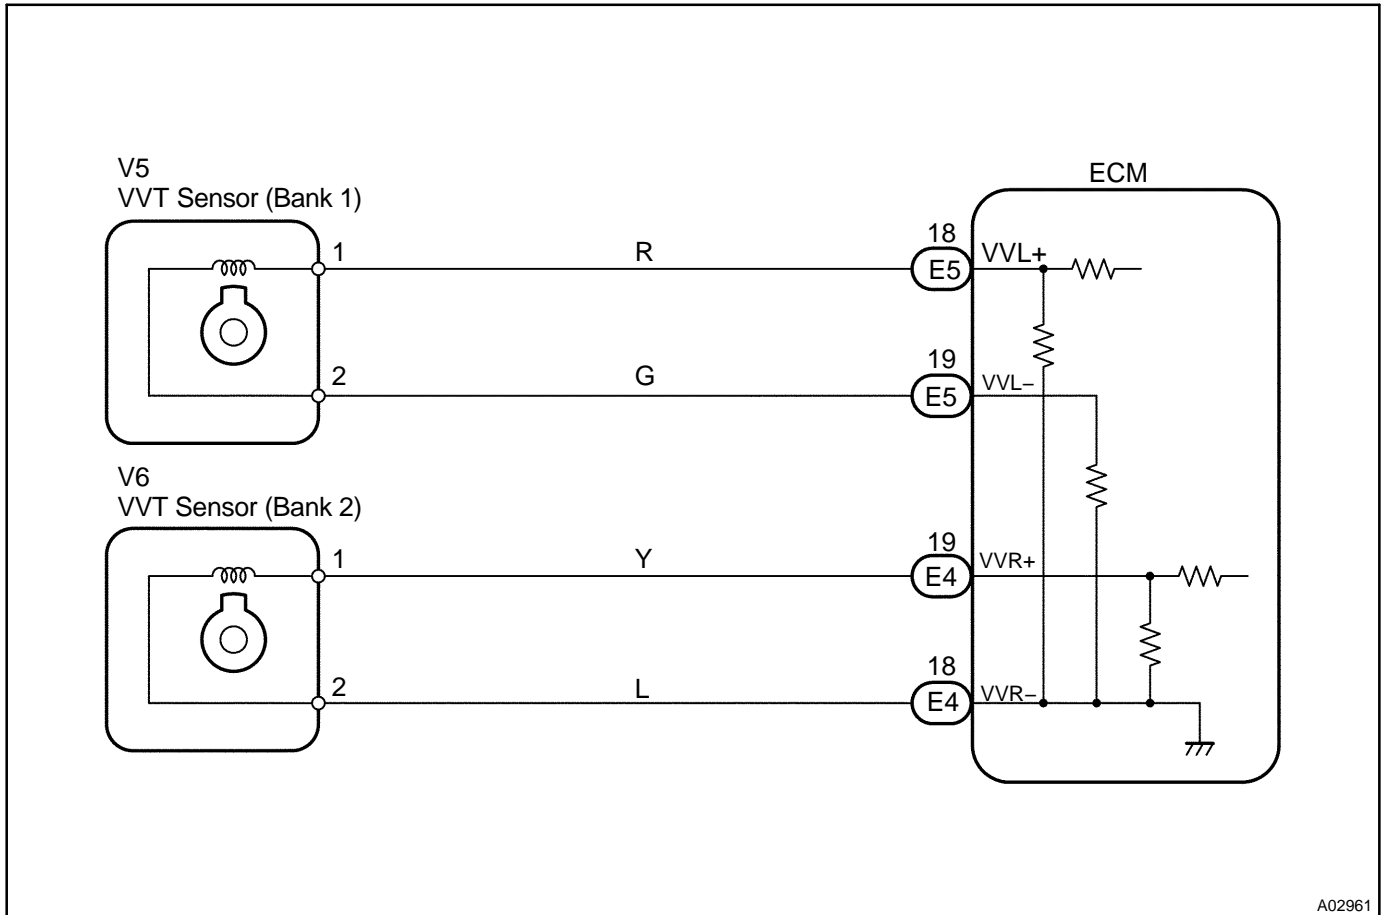 V5
VVT Sensor (Bank 1)
ECM
1
R
18
E5
VVL+
2
G
19
E5
VVL−
V6
VVT Sensor (Bank 2)
1
Y
19
E4
VVR+
2
L
18
E4
VVR−
A02961